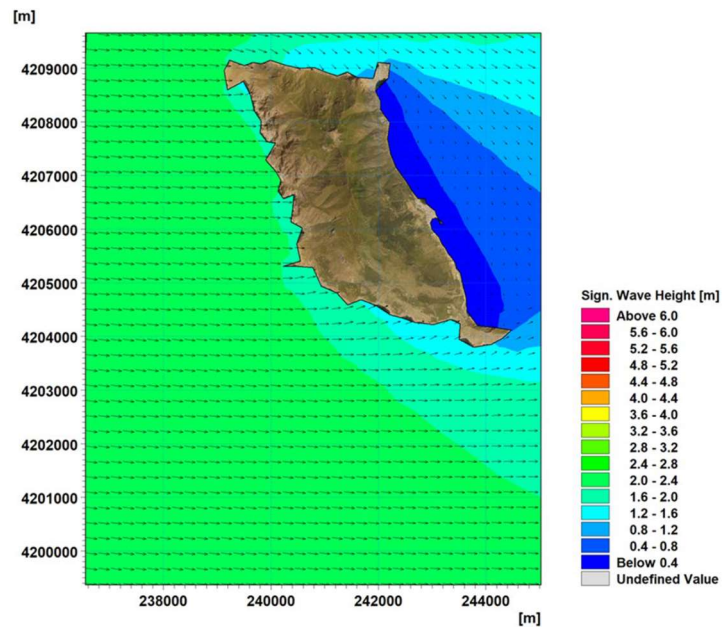 [m]
4209000
4208000
4207000
4206000
4205000
4204000
4203000
4202000
4201000
4200000
238000
240000
242000
244000
[m]
Sign. Wave Height [m]
Above 6.0
5.6 - 6.0
5.2 - 5.6
4.8 - 5.2
4.4 - 4.8
4.0 - 4.4
3.6 - 4.0
3.2 - 3.6
2.8 - 3.2
2.4 - 2.8
2.0 - 2.4
1.6 - 2.0
1.2 - 1.6
0.8 - 1.2
0.4 - 0.8
Below 0.4
Undefined Value